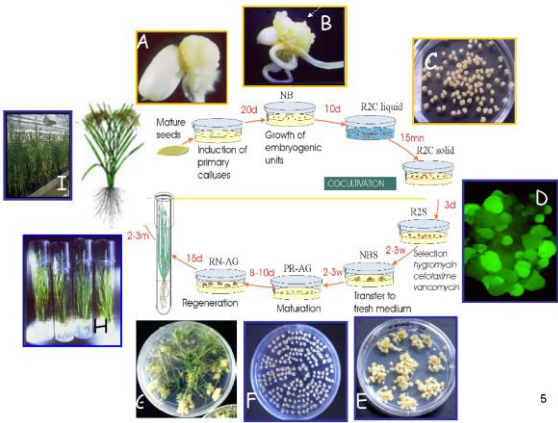 A
B
C
NB
R2C liquid
20d
10d
Mature
seeds
Induction of
primary
calluses
Growth of
embryogenic
units
15mn
R2C solid
COCULTIVATION
I
D
3d
R2S
2-3w
Selection
hygromycin
cefotaxime
vancomycin
NBS
2-3w
Transfer to
fresh medium
PR-AG
8-10d
Maturation
RN-AG
15d
Regeneration
2-3m
H
G
F
E
5